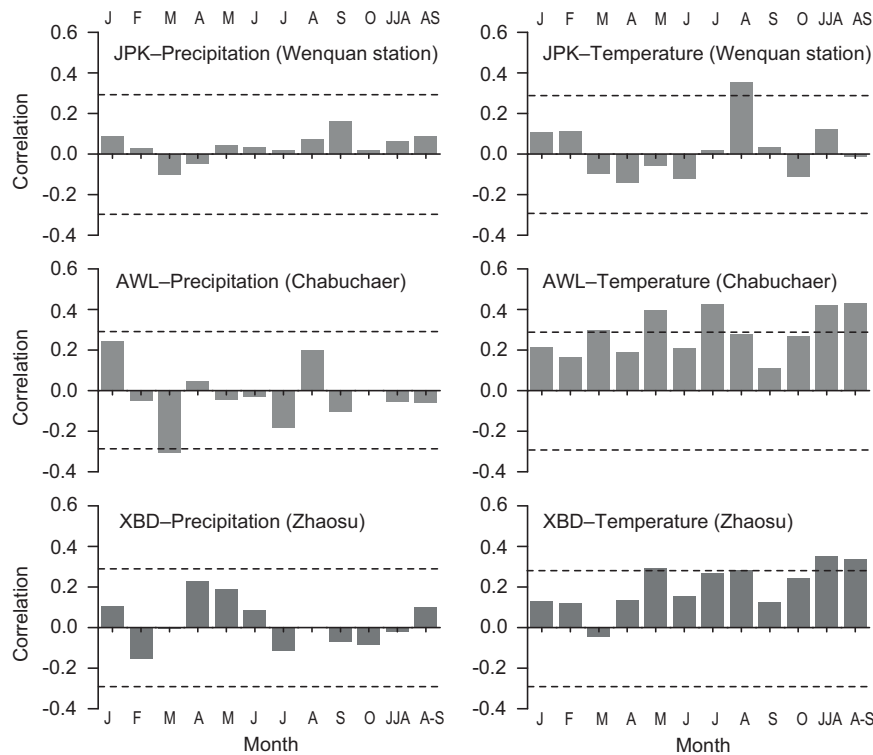 J F M A M J J A S O JJA AS
J F M A M J J A S O JJA AS
0.6
JPK–Precipitation (Wenquan station)
0.4
0.2
0.0
-0.2
-0.4
Correlation
0.6
JPK–Temperature (Wenquan station)
0.4
0.2
0.0
-0.2
-0.4
0.6
AWL–Precipitation (Chabuchaer)
0.4
0.2
0.0
-0.2
-0.4
Correlation
0.6
AWL–Temperature (Chabuchaer)
0.4
0.2
0.0
-0.2
-0.4
0.6
XBD–Precipitation (Zhaosu)
0.4
0.2
0.0
-0.2
-0.4
Correlation
J F M A M J J A S O JJA A-S
Month
0.6
XBD–Temperature (Zhaosu)
0.4
0.2
0.0
-0.2
-0.4
J F M A M J J A S O JJA A-S
Month